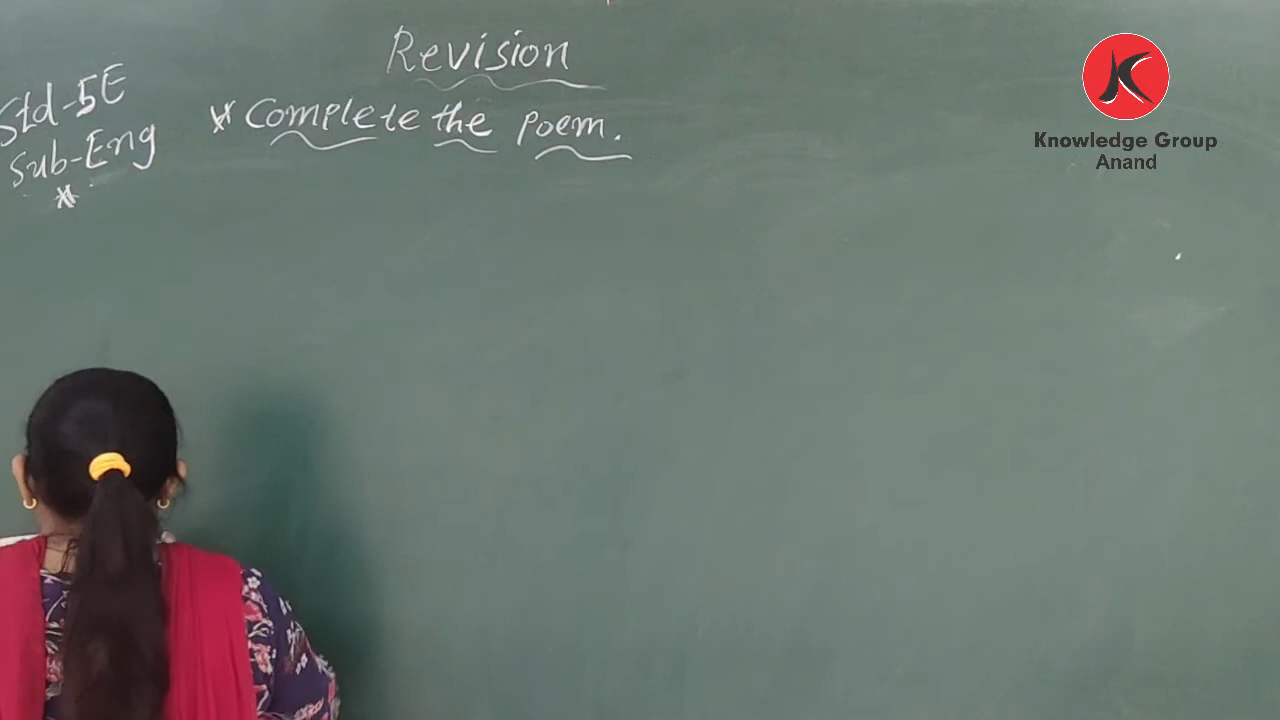 Revision
Std-5E
Sub-Eng
* Complete the poem.
Knowledge Group
Anand